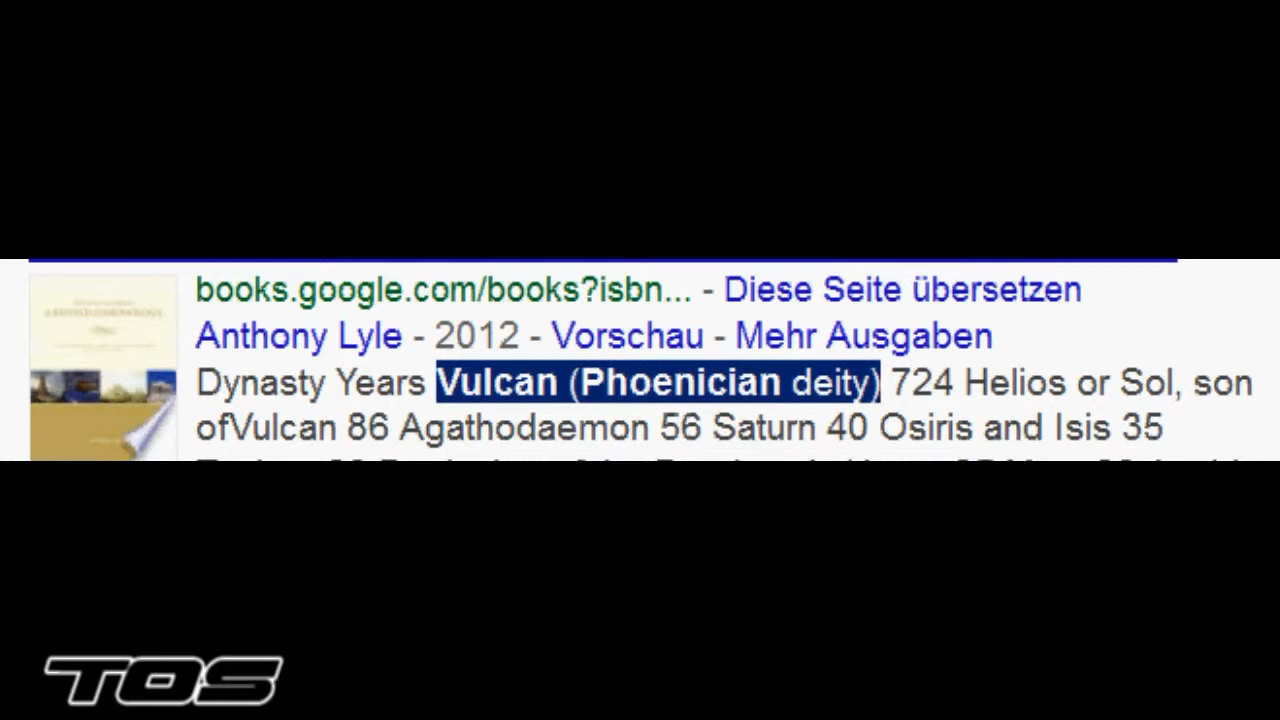 books.google.com/books?isbn... - Diese Seite übersetzen
Anthony Lyle - 2012 - Vorschau - Mehr Ausgaben
Dynasty Years Vulcan (Phoenician deity) 724 Helios or Sol, son
ofVulcan 86 Agathodaemon 56 Saturn 40 Osiris and Isis 35
TOS